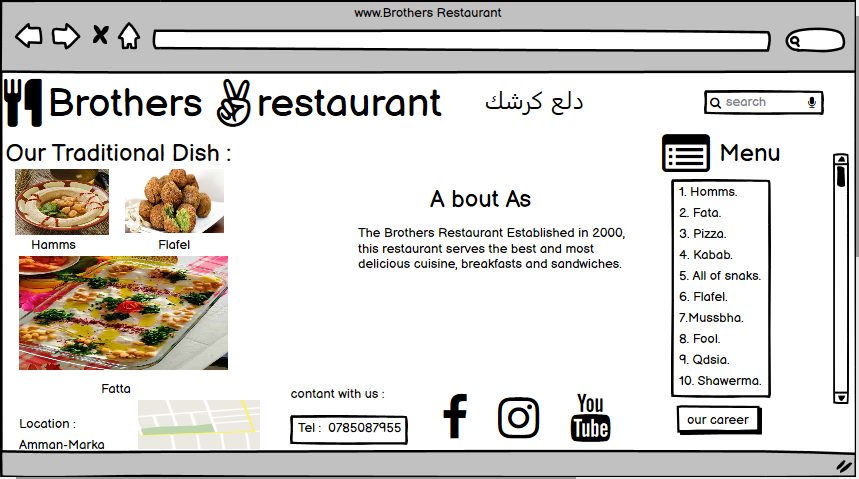 www.Brothers Restaurant
Brothers restaurant
دلع كرشك
search
Our Traditional Dish :
Menu
Hamms
Flafel
A bout As
The Brothers Restaurant Established in 2000,
this restaurant serves the best and most
delicious cuisine, breakfasts and sandwiches.
1. Homms.
2. Fata.
3. Pizza.
4. Kabab.
5. All of snaks.
6. Flafel.
7.Mussbha.
8. Fool.
9. Qdsia.
10. Shawerma.
Fatta
contant with us :
Tel : 0785087955
You
Tube
our career
Location :
Amman-Marka